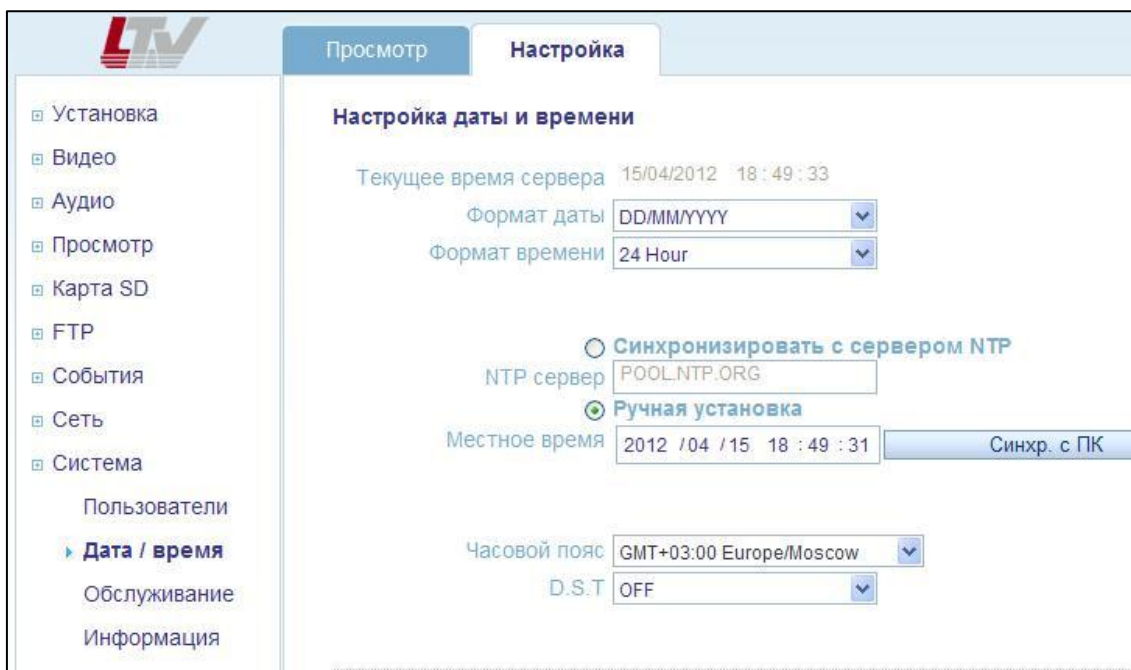 LTV
Просмотр
Настройка
Установка
Видео
Аудио
Просмотр
Карта SD
FTP
События
Сеть
Система
Пользователи
Дата / время
Обслуживание
Информация
Настройка даты и времени
Текущее время сервера 15/04/2012 18 : 49 : 33
Формат даты DD/MM/YYYY
Формат времени 24 Hour
Синхронизировать с сервером NTP
NTP сервер POOL.NTP.ORG
Ручная установка
Местное время 2012 / 04 / 15 18 : 49 : 31 Синхр. с ПК
Часовой пояс GMT+03:00 Europe/Moscow
D.S.T OFF